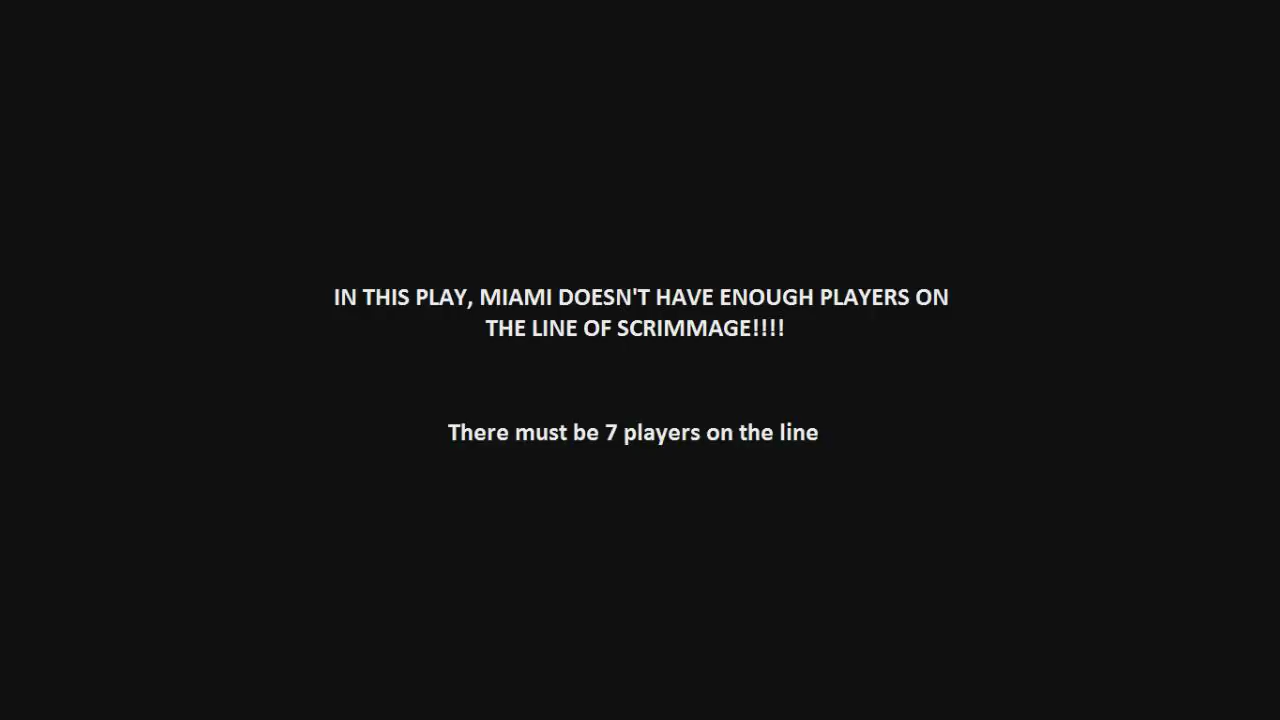 IN THIS PLAY, MIAMI DOESN'T HAVE ENOUGH PLAYERS ON
THE LINE OF SCRIMMAGE!!!!
There must be 7 players on the line